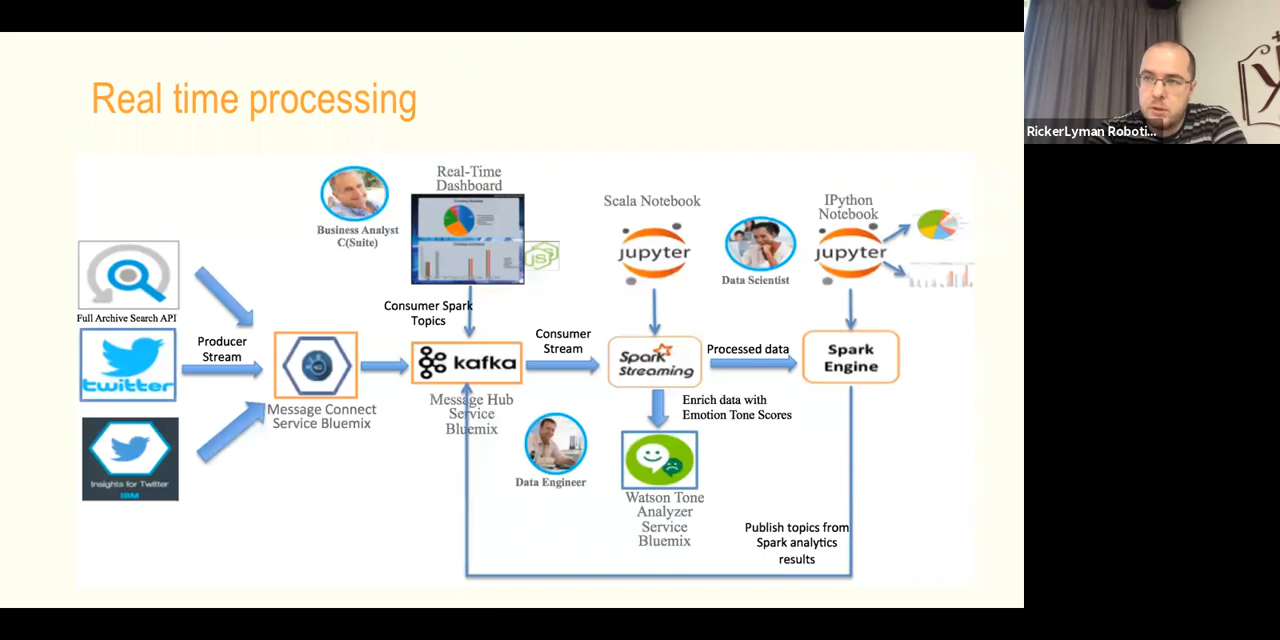 Real time processing
RickerLyman Roboti...
Real-Time
Dashboard
Business Analyst
C(Suite)
Scala Notebook
IPython
Notebook
jupyter
jupyter
JS
Data Scientist
Full Archive Search API
Consumer Spark
Topics
Producer
Stream
twitter
kafka
Consumer
Stream
Spark
Streaming
Processed data
Spark
Engine
Message Connect
Service Bluemix
Message Hub
Service
Bluemix
Enrich data with
Emotion Tone Scores
Insights for Twitter
IBM
Data Engineer
Watson Tone
Analyzer
Service
Bluemix
Publish topics from
Spark analytics
results